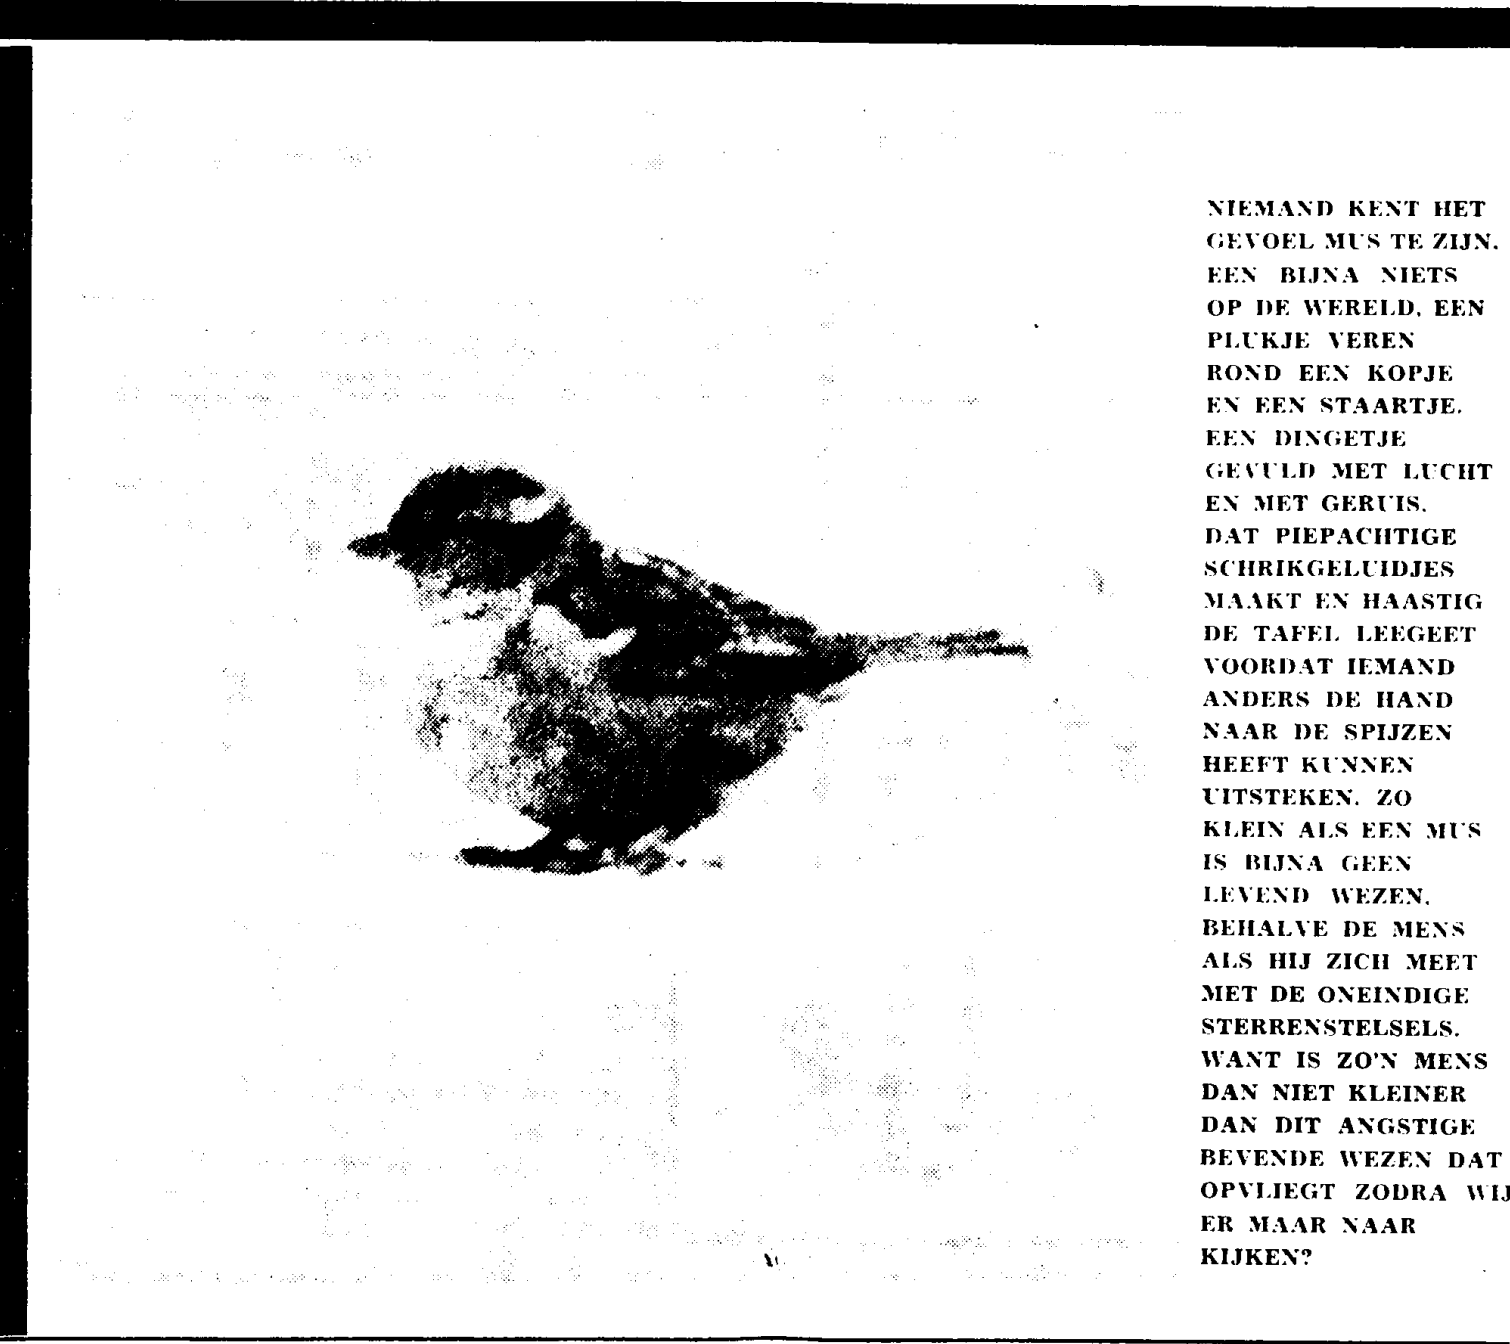 NIEMAND KENT HET
GEVOEL MUS TE ZIJN.
EEN BIJNA NIETS
OP DE WERELD, EEN
PLUKJE VEREN
ROND EEN KOPJE
EN EEN STAARTJE.
EEN DINGETJE
GEVULD MET LUCHT
EN MET GERUIS.
DAT PIEPACHTIGE
SCHRIKGELUIDJES
MAAKT EN HAASTIG
DE TAFEL LEEGEET
VOORDAT IEMAND
ANDERS DE HAND
NAAR DE SPIJZEN
HEEFT KUNNEN
UITSTEKEN. ZO
KLEIN ALS EEN MUS
IS BIJNA GEEN
LEVEND WEZEN,
BEHALVE DE MENS
ALS HIJ ZICH MEET
MET DE ONEINDIGE
STERRENSTELSELS.
WANT IS ZO'N MENS
DAN NIET KLEINER
DAN DIT ANGSTIGE
BEVENDE WEZEN DAT
OPVLIEGT ZODRA WIJ
ER MAAR NAAR
KIJKEN?